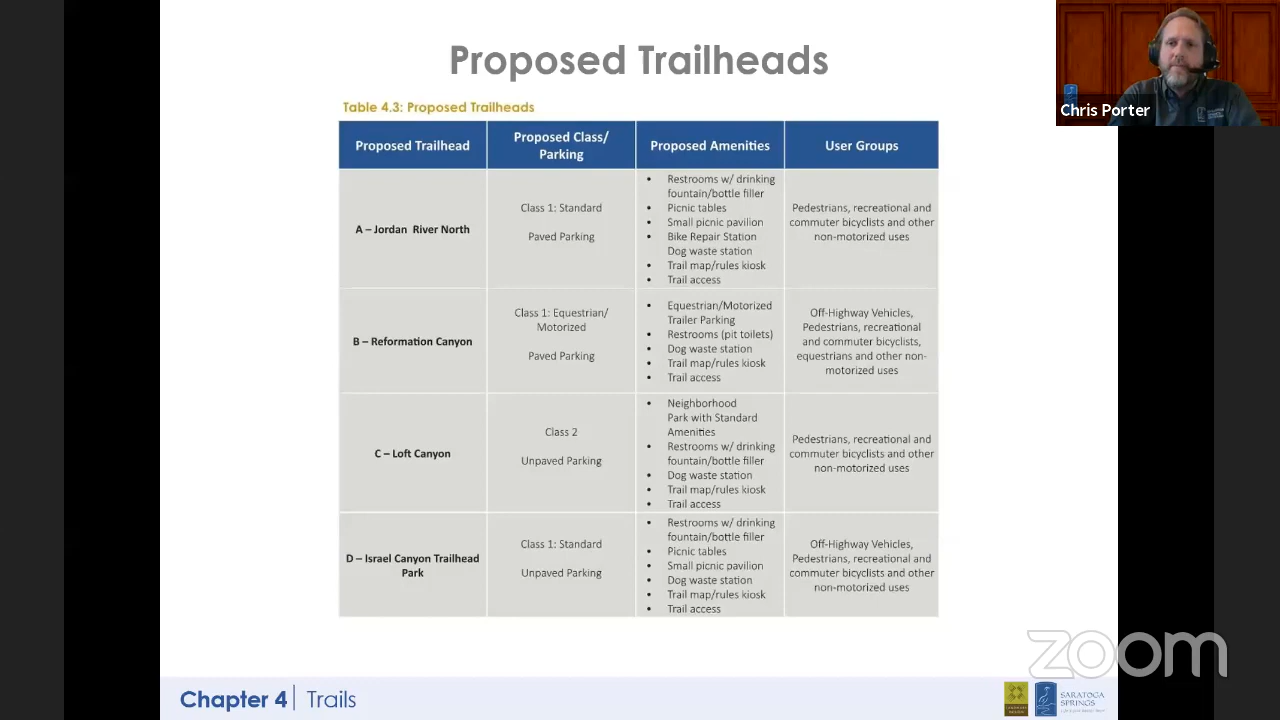 Proposed Trailheads
Chris Porter
Table 4.3: Proposed Trailheads
Proposed Trailhead
Proposed Class/
Parking
Proposed Amenities
User Groups
A – Jordan River North
Class 1: Standard
Paved Parking
• Restrooms w/ drinking
fountain/bottle filler
• Picnic tables
• Small picnic pavilion
• Bike Repair Station
Dog waste station
• Trail map/rules kiosk
• Trail access
Pedestrians, recreational and
commuter bicyclists and other
non-motorized uses
B – Reformation Canyon
Class 1: Equestrian/
Motorized
Paved Parking
• Equestrian/Motorized
Trailer Parking
• Restrooms (pit toilets)
• Dog waste station
• Trail map/rules kiosk
• Trail access
Off-Highway Vehicles,
Pedestrians, recreational
and commuter bicyclists,
equestrians and other non-
motorized uses
C – Loft Canyon
Class 2
Unpaved Parking
• Neighborhood
Park with Standard
Amenities
• Restrooms w/ drinking
fountain/bottle filler
• Dog waste station
• Trail map/rules kiosk
• Trail access
Pedestrians, recreational and
commuter bicyclists and other
non-motorized uses
D – Israel Canyon Trailhead
Park
Class 1: Standard
Unpaved Parking
• Restrooms w/ drinking
fountain/bottle filler
• Picnic tables
• Small picnic pavilion
• Dog waste station
• Trail map/rules kiosk
• Trail access
Off-Highway Vehicles,
Pedestrians, recreational and
commuter bicyclists and other
non-motorized uses
zoom
Chapter 4 | Trails
SARATOGA
SPRINGS